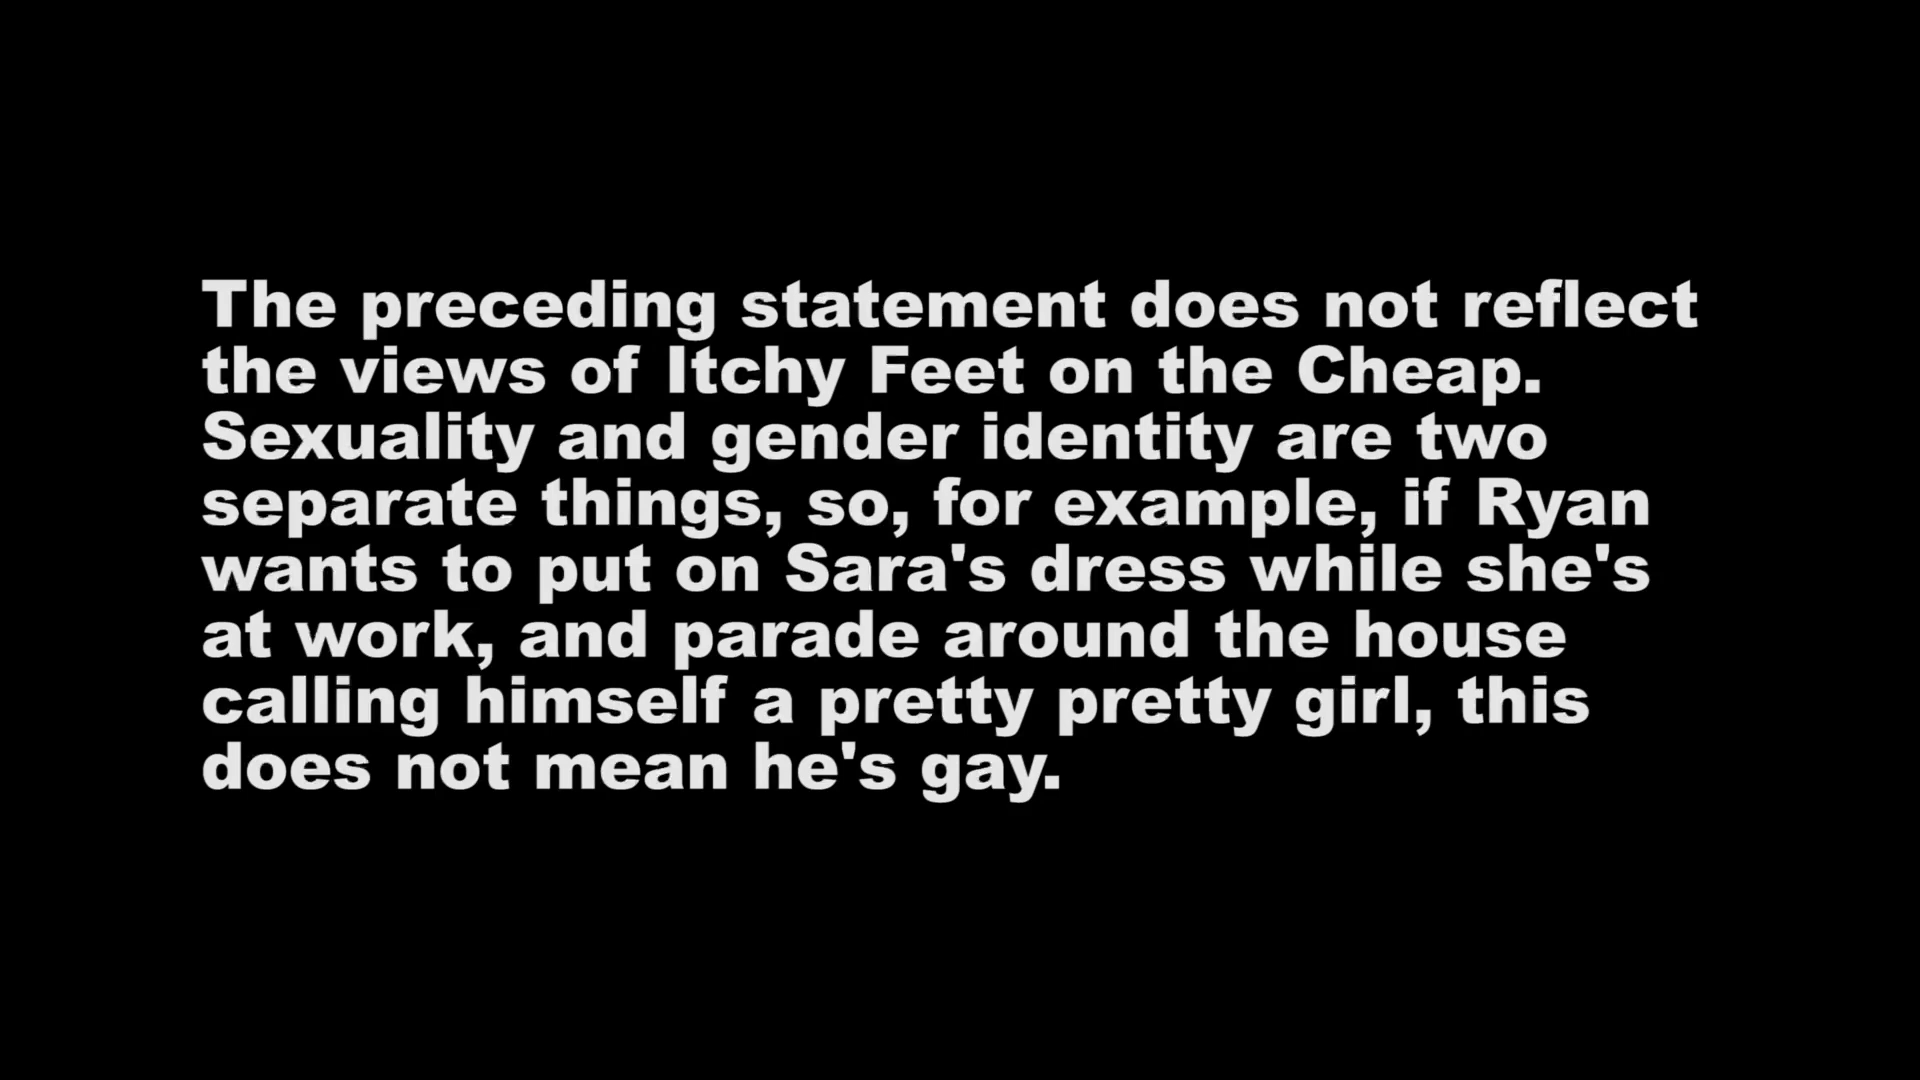 The preceding statement does not reflect
the views of Itchy Feet on the Cheap.
Sexuality and gender identity are two
separate things, so, for example, if Ryan
wants to put on Sara's dress while she's
at work, and parade around the house
calling himself a pretty pretty girl, this
does not mean he's gay.